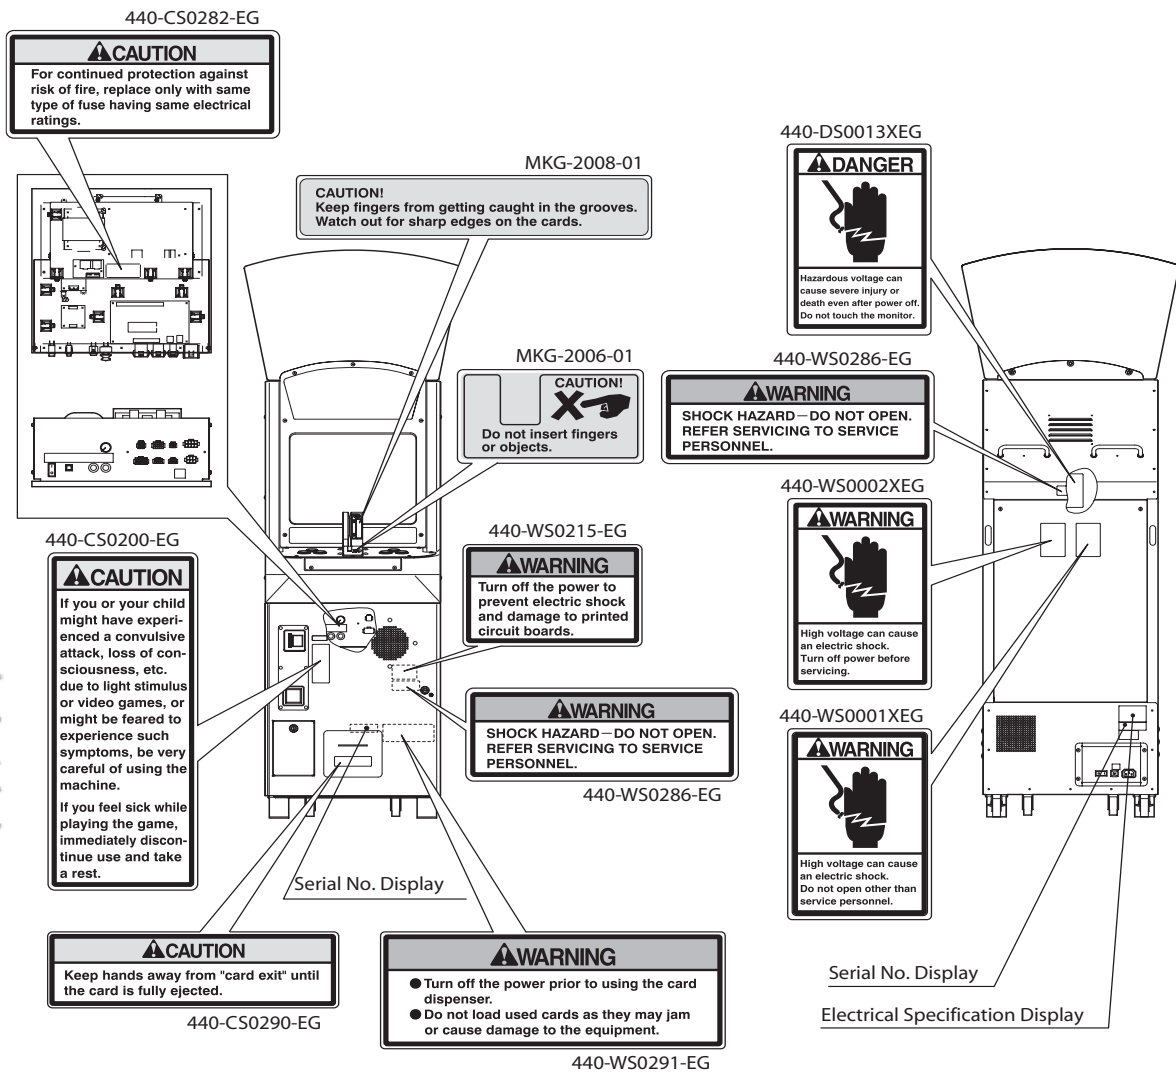 440-CS0282-EG
CAUTION
For continued protection against
risk of fire, replace only with same
type of fuse having same electrical
ratings.
MKG-2008-01
CAUTION!
Keep fingers from getting caught in the grooves.
Watch out for sharp edges on the cards.
440-DS0013XEG
DANGER
Hazardous voltage can
cause severe injury or
death even after power off.
Do not touch the monitor.
MKG-2006-01
CAUTION!
Do not insert fingers
or objects.
440-WS0286-EG
WARNING
SHOCK HAZARD—DO NOT OPEN.
REFER SERVICING TO SERVICE
PERSONNEL.
440-WS0002XEG
WARNING
High voltage can cause
an electric shock.
Turn off power before
servicing.
440-CS0200-EG
CAUTION
If you or your child
might have experi-
enced a convulsive
attack, loss of con-
sciousness, etc.
due to light stimulus
or video games, or
might be feared to
experience such
symptoms, be very
careful of using the
machine.
If you feel sick while
playing the game,
immediately discon-
tinue use and take
a rest.
440-WS0215-EG
WARNING
Turn off the power to
prevent electric shock
and damage to printed
circuit boards.
WARNING
SHOCK HAZARD—DO NOT OPEN.
REFER SERVICING TO SERVICE
PERSONNEL.
440-WS0286-EG
440-WS0001XEG
WARNING
High voltage can cause
an electric shock.
Do not open other than
service personnel.
Serial No. Display
CAUTION
Keep hands away from "card exit" until
the card is fully ejected.
440-CS0290-EG
WARNING
● Turn off the power prior to using the card
dispenser.
● Do not load used cards as they may jam
or cause damage to the equipment.
440-WS0291-EG
Serial No. Display
Electrical Specification Display